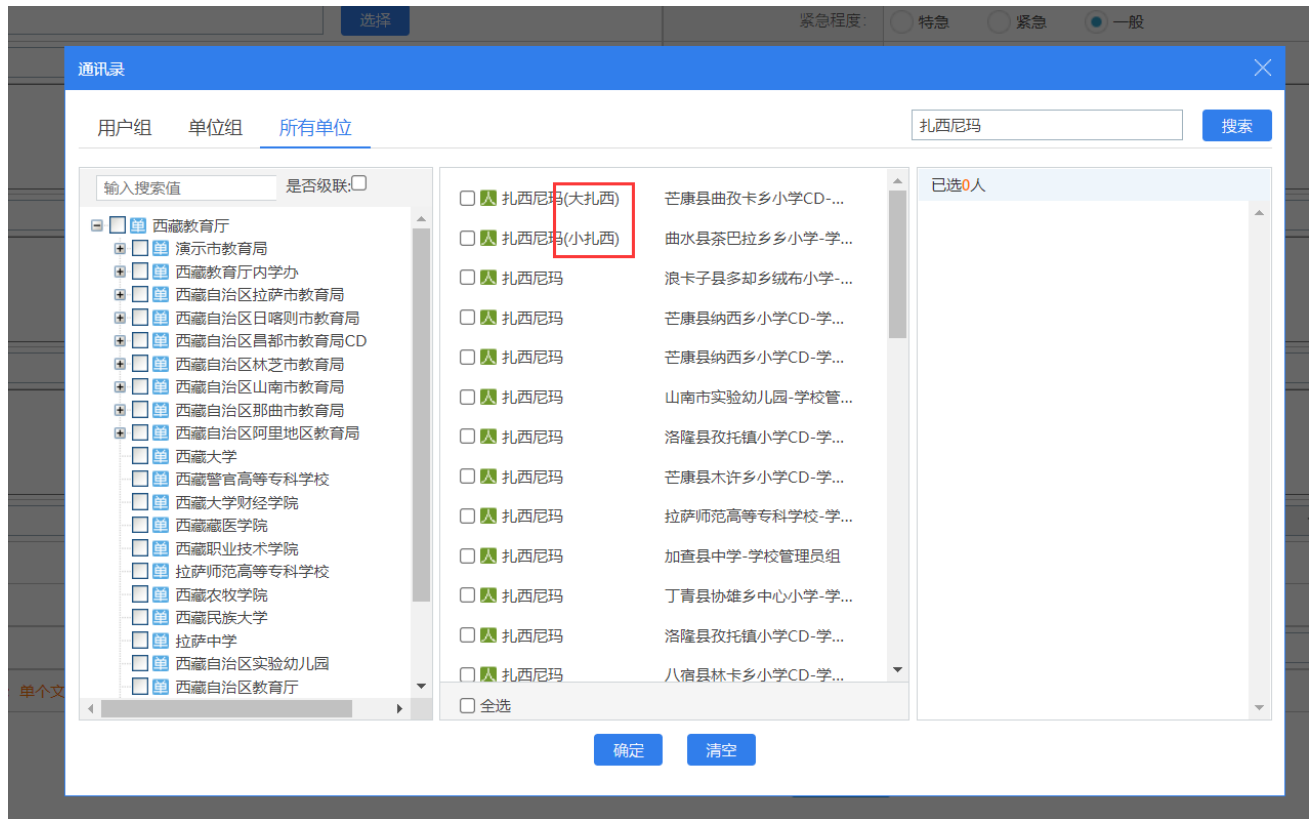 选择
紧急程度:
特急
紧急
一般
通讯录
用户组
单位组
所有单位
扎西尼玛
搜索
输入搜索值
是否级联:
西藏教育厅
演示市教育局
西藏教育厅内学办
西藏自治区拉萨市教育局
西藏自治区日喀则市教育局
西藏自治区昌都市教育局CD
西藏自治区林芝市教育局
西藏自治区山南市教育局
西藏自治区那曲市教育局
西藏自治区阿里地区教育局
西藏大学
西藏警官高等专科学校
西藏大学财经学院
西藏藏医学院
西藏职业技术学院
拉萨师范高等专科学校
西藏农牧学院
西藏民族大学
拉萨中学
西藏自治区实验幼儿园
西藏自治区教育厅
人 扎西尼玛(大扎西) 芒康县曲孜卡乡小学CD-...
人 扎西尼玛(小扎西) 曲水县茶巴拉乡乡小学-学...
人 扎西尼玛 浪卡子县多却乡绒布小学-...
人 扎西尼玛 芒康县纳西乡小学CD-学...
人 扎西尼玛 芒康县纳西乡小学CD-学...
人 扎西尼玛 山南市实验幼儿园-学校管...
人 扎西尼玛 洛隆县孜托镇小学CD-学...
人 扎西尼玛 芒康县木许乡小学CD-学...
人 扎西尼玛 拉萨师范高等专科学校-学...
人 扎西尼玛 加查县中学-学校管理员组
人 扎西尼玛 丁青县协雄乡中心小学-学...
人 扎西尼玛 洛隆县孜托镇小学CD-学...
人 扎西尼玛 八宿县林卡乡小学CD-学...
全选
已选0人
单个文
确定
清空